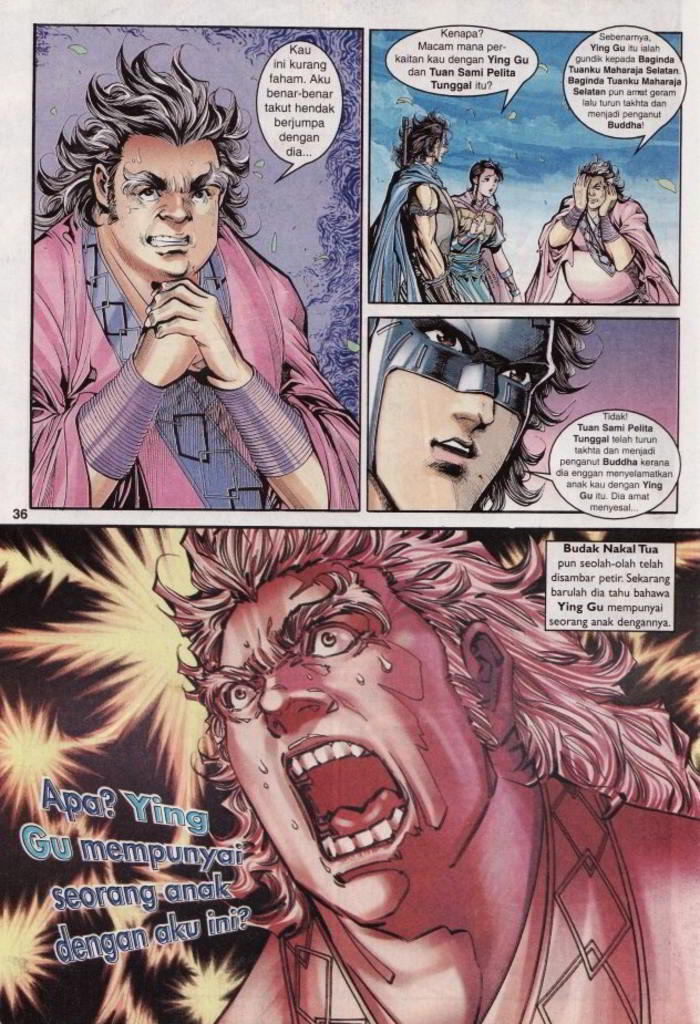 Kau
ini kurang
faham. Aku
benar-benar
takut hendak
berjumpa
dengan
dia...
Kenapa?
Macam mana per-
kaitan kau dengan Ying Gu
dan Tuan Sami Pelita
Tunggal itu?
Sebenarnya,
Ying Gu itu ialah
gundik kepada Baginda
Tuanku Maharaja Selatan.
Baginda Tuanku Maharaja
Selatan pun amat geram
lalu turun takhta dan
menjadi penganut
Buddha!
Tidak!
Tuan Sami Pelita
Tunggal telah turun
takhta dan menjadi
penganut Buddha kerana
dia enggan menyelamatkan
anak kau dengan Ying
Gu itu. Dia amat
menyesal...
36
Budak Nakal Tua
pun seolah-olah telah
disambar petir. Sekarang
barulah dia tahu bahawa
Ying Gu mempunyai
seorang anak dengannya.
Apa? Ying
Gu mempunyai
seorang anak
dengan aku ini?